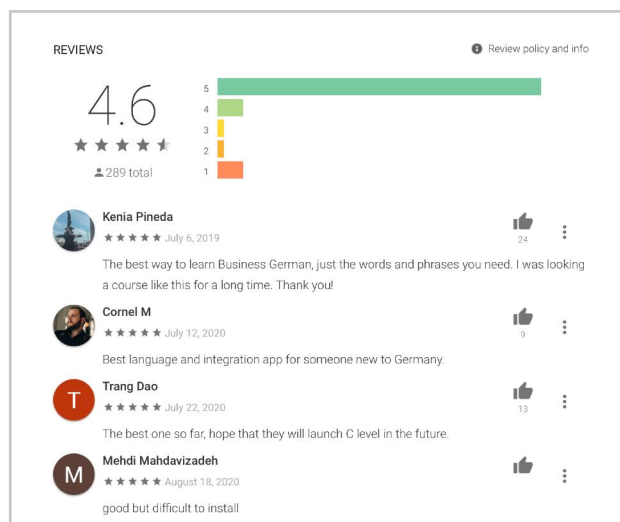 REVIEWS
Review policy and info
4.6
289 total
5
4
3
2
1
Kenia Pineda
July 6, 2019
24
The best way to learn Business German, just the words and phrases you need. I was looking
a course like this for a long time. Thank you!
Cornel M
July 12, 2020
9
Best language and integration app for someone new to Germany.
T
Trang Dao
July 22, 2020
13
The best one so far, hope that they will launch C level in the future.
M
Mehdi Mahdavizadeh
August 18, 2020
good but difficult to install